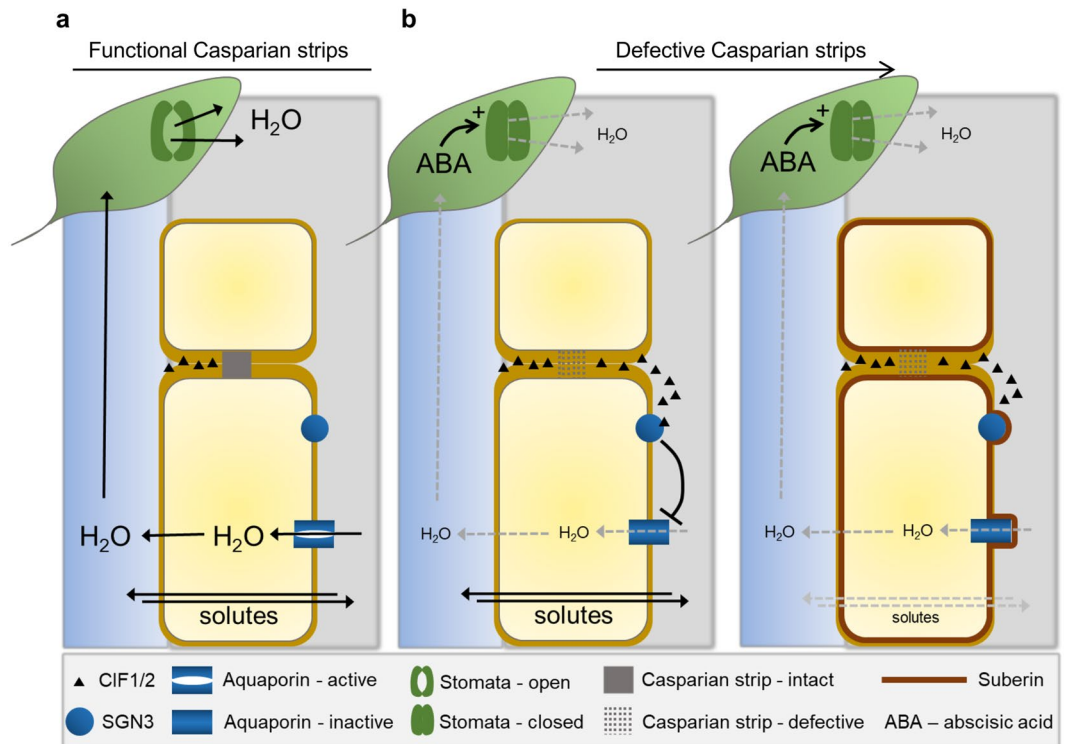 a
Functional Casparian strips
b
Defective Casparian strips
H₂O
+
ABA
H₂O
+
ABA
H₂O
H₂O
H₂O
H₂O
H₂O
H₂O
H₂O
solutes
solutes
solutes
CIF1/2
Aquaporin - active
Stomata - open
Casparian strip - intact
Suberin
SGN3
Aquaporin - inactive
Stomata - closed
Casparian strip - defective
ABA – abscisic acid